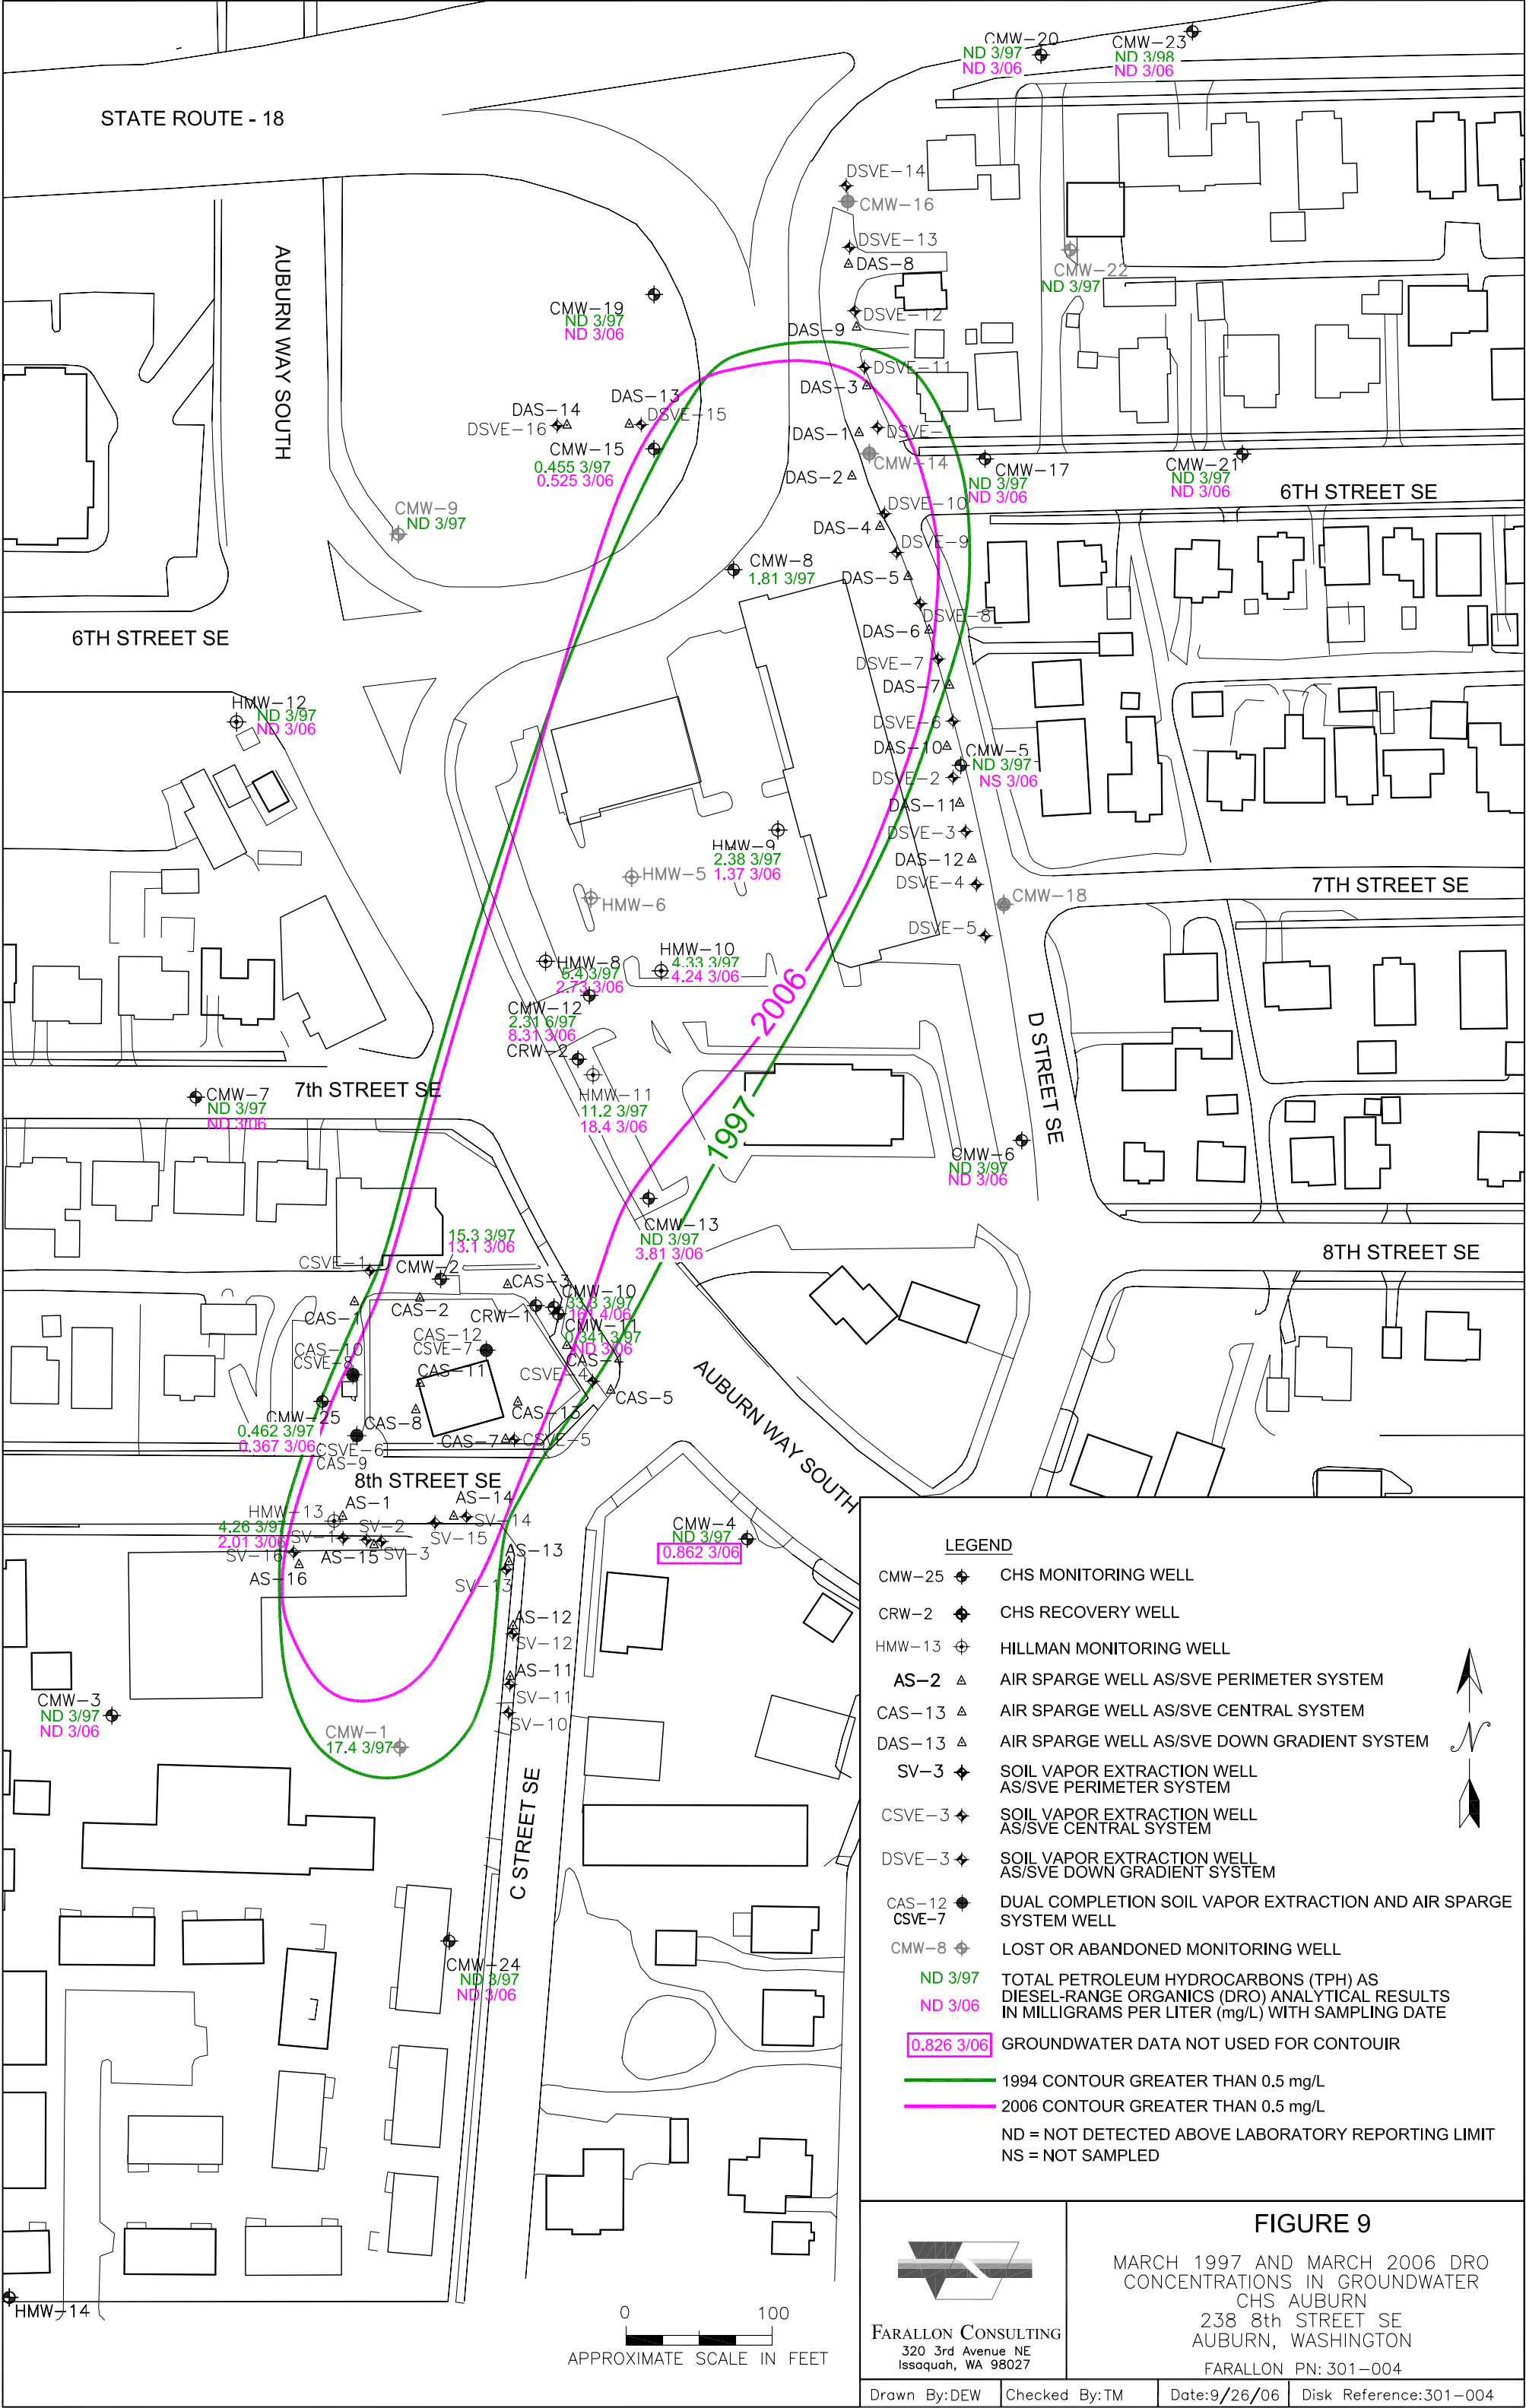 CMW-20
ND 3/97
ND 3/06
CMW-23
ND 3/98
ND 3/06
STATE ROUTE - 18
DSVE-14
CMW-16
DSVE-13
DAS-8
CMW-22
ND 3/97
AUBURN WAY SOUTH
CMW-19
ND 3/97
ND 3/06
DSVE-12
DAS-9
DSVE-11
DAS-3
DAS-13
DAS-14
DSVE-15
DSVE-16
DAS-1
DSVE-1
CMW-15
0.455 3/97
0.525 3/06
CMW-14
DAS-2
CMW-17
ND 3/97
ND 3/06
CMW-21
ND 3/97
ND 3/06
6TH STREET SE
CMW-9
ND 3/97
DSVE-10
DAS-4
DSVE-9
CMW-8
1.81 3/97
DAS-5
DSVE-8
DAS-6
6TH STREET SE
DSVE-7
DAS-7
HMW-12
ND 3/97
ND 3/06
DSVE-6
DAS-10
CMW-5
ND 3/97
NS 3/06
DSVE-2
DAS-11
DSVE-3
HMW-9
2.38 3/97
1.37 3/06
DAS-12
HMW-5
DSVE-4
7TH STREET SE
HMW-6
CMW-18
DSVE-5
HMW-10
4.33 3/97
4.24 3/06
HMW-8
5.4 3/97
2.73 3/06
2006
CMW-12
2.31 6/97
8.31 3/06
CRW-2
D STREET SE
7th STREET SE
CMW-7
ND 3/97
ND 3/06
HMW-11
11.2 3/97
18.4 3/06
1997
CMW-6
ND 3/97
ND 3/06
CMW-13
ND 3/97
3.81 3/06
15.3 3/97
13.1 3/06
8TH STREET SE
CSVE-1
CMW-2
CAS-3
CMW-10
33.3 3/97
CAS-1
CAS-2
CRW-1
CMW-11
0.341 3/97
ND 3/06
CAS-12
CSVE-7
CAS-10
CSVE-8
CAS-4
CAS-11
CSVE-4
CAS-5
AUBURN WAY SOUTH
CMW-25
0.462 3/97
0.367 3/06
CAS-8
CAS-13
CAS-7
CSVE-5
CSVE-6
CAS-9
8th STREET SE
HMW-13
4.26 3/97
2.01 3/06
AS-1
AS-14
SV-14
SV-1
SV-2
SV-15
SV-16
AS-15
SV-3
AS-16
AS-13
SV-13
CMW-4
ND 3/97
0.862 3/06
AS-12
SV-12
AS-11
SV-11
SV-10
CMW-3
ND 3/97
ND 3/06
CMW-1
17.4 3/97
C STREET SE
CMW-24
ND 3/97
ND 3/06
HMW-14
LEGEND
CMW-25 CHS MONITORING WELL
CRW-2 CHS RECOVERY WELL
HMW-13 HILLMAN MONITORING WELL
AS-2 AIR SPARGE WELL AS/SVE PERIMETER SYSTEM
CAS-13 AIR SPARGE WELL AS/SVE CENTRAL SYSTEM
DAS-13 AIR SPARGE WELL AS/SVE DOWN GRADIENT SYSTEM
SV-3 SOIL VAPOR EXTRACTION WELL
AS/SVE PERIMETER SYSTEM
CSVE-3 SOIL VAPOR EXTRACTION WELL
AS/SVE CENTRAL SYSTEM
DSVE-3 SOIL VAPOR EXTRACTION WELL
AS/SVE DOWN GRADIENT SYSTEM
CAS-12 DUAL COMPLETION SOIL VAPOR EXTRACTION AND AIR SPARGE
CSVE-7 SYSTEM WELL
CMW-8 LOST OR ABANDONED MONITORING WELL
ND 3/97 TOTAL PETROLEUM HYDROCARBONS (TPH) AS
DIESEL-RANGE ORGANICS (DRO) ANALYTICAL RESULTS
ND 3/06 IN MILLIGRAMS PER LITER (mg/L) WITH SAMPLING DATE
0.826 3/06 GROUNDWATER DATA NOT USED FOR CONTOUIR
1994 CONTOUR GREATER THAN 0.5 mg/L
2006 CONTOUR GREATER THAN 0.5 mg/L
ND = NOT DETECTED ABOVE LABORATORY REPORTING LIMIT
NS = NOT SAMPLED
N
0 100
APPROXIMATE SCALE IN FEET
FARALLON CONSULTING
320 3rd Avenue NE
Issaquah, WA 98027
FIGURE 9
MARCH 1997 AND MARCH 2006 DRO
CONCENTRATIONS IN GROUNDWATER
CHS AUBURN
238 8th STREET SE
AUBURN, WASHINGTON
FARALLON PN: 301-004
Drawn By:DEW Checked By:TM Date:9/26/06 Disk Reference:301-004